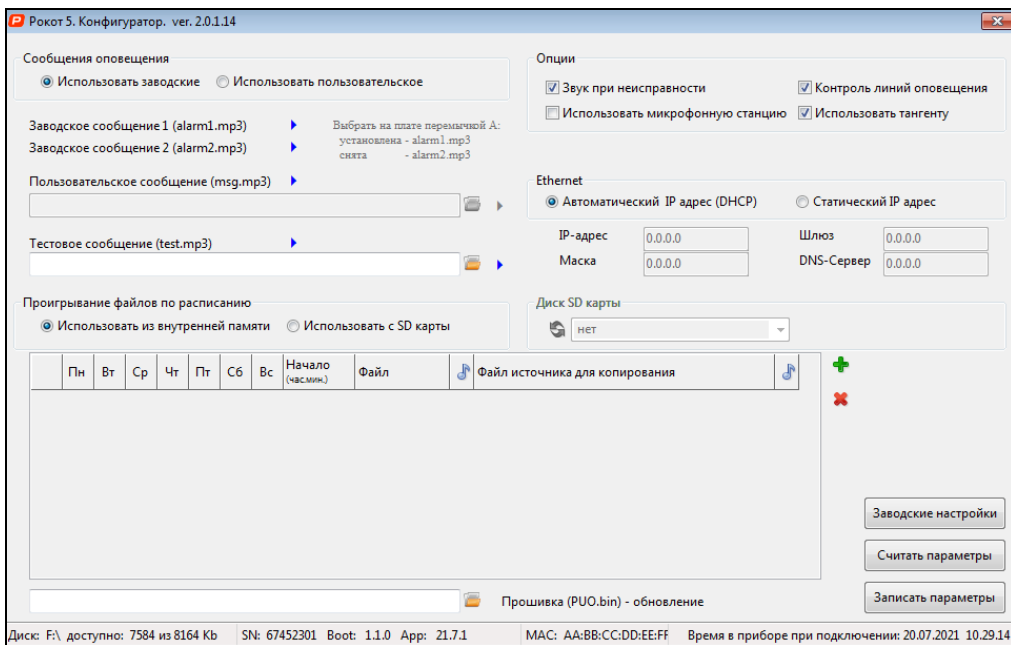 Рокот 5. Конфигуратор. ver. 2.0.1.14
Сообщения оповещения
Использовать заводские Использовать пользовательское
Заводское сообщение 1 (alarm1.mp3)
Заводское сообщение 2 (alarm2.mp3)
Выбрать на плате перемычкой А:
установлена - alarm1.mp3
снята - alarm2.mp3
Пользовательское сообщение (msg.mp3)
Тестовое сообщение (test.mp3)
Опции
Звук при неисправности Контроль линий оповещения
Использовать микрофонную станцию Использовать тангенту
Ethernet
Автоматический IP адрес (DHCP) Статический IP адрес
IP-адрес 0.0.0.0 Шлюз 0.0.0.0
Маска 0.0.0.0 DNS-Сервер 0.0.0.0
Проигрывание файлов по расписанию
Использовать из внутренней памяти Использовать с SD карты
Диск SD карты
нет
Пн Вт Ср Чт Пт Сб Вс Начало (час.мин.) Файл Файл источника для копирования
Заводские настройки
Считать параметры
Записать параметры
Прошивка (PUO.bin) - обновление
Диск: F:\ доступно: 7584 из 8164 Kb SN: 67452301 Boot: 1.1.0 App: 21.7.1 MAC: AA:BB:CC:DD:EE:FF Время в приборе при подключении: 20.07.2021 10.29.14